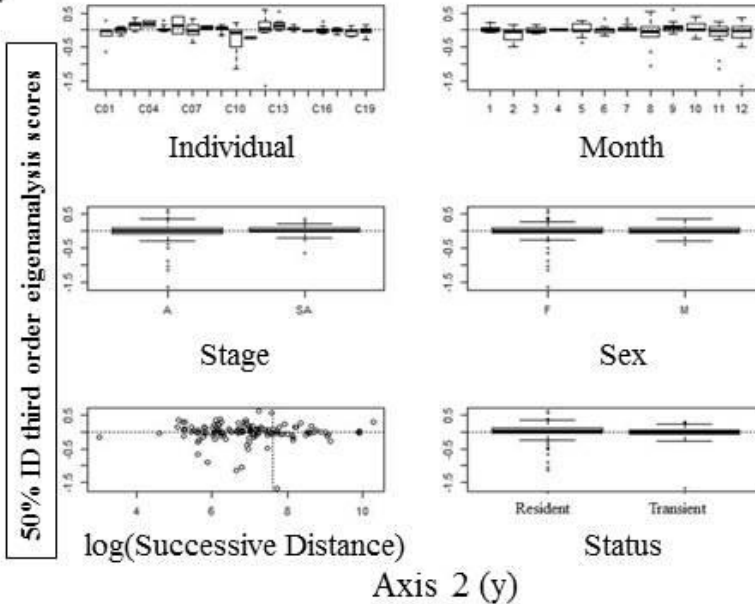 50% ID third order eigenanalysis scores
0.5
-0.5
-1.5
C01 C04 C07 C10 C13 C16 C19
Individual
0.5
-0.5
-1.5
1 2 3 4 5 6 7 8 9 10 11 12
Month
0.5
-0.5
-1.5
A SA
Stage
0.5
-0.5
-1.5
F M
Sex
0.5
-0.5
-1.5
4 6 8 10
log(Successive Distance)
0.5
-0.5
-1.5
Resident Transient
Status
Axis 2 (y)